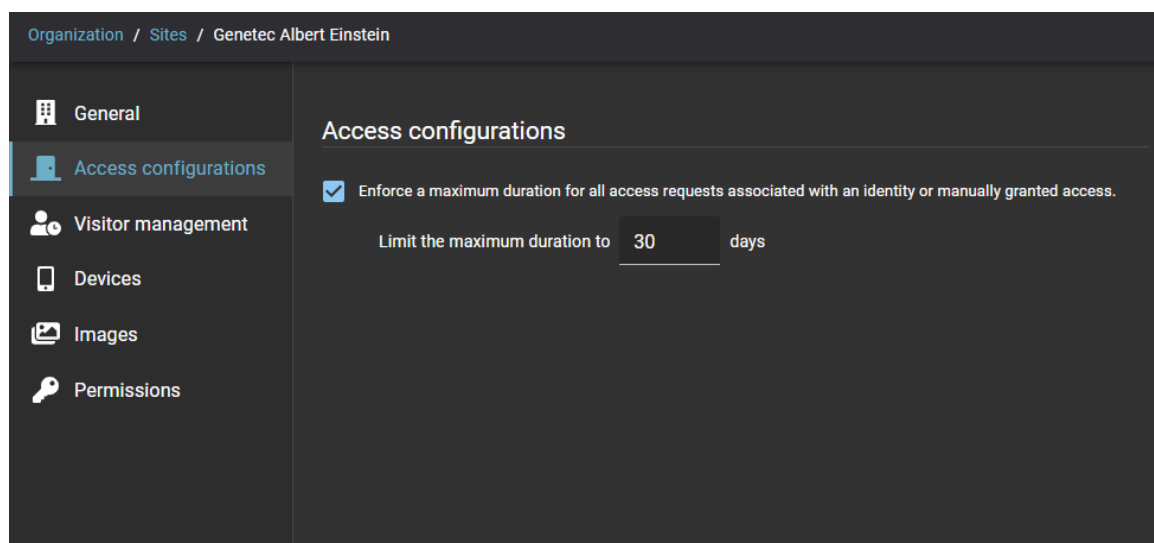 Organization / Sites / Genetec Albert Einstein
General
Access configurations
Visitor management
Devices
Images
Permissions
Access configurations
Enforce a maximum duration for all access requests associated with an identity or manually granted access.
Limit the maximum duration to 30 days